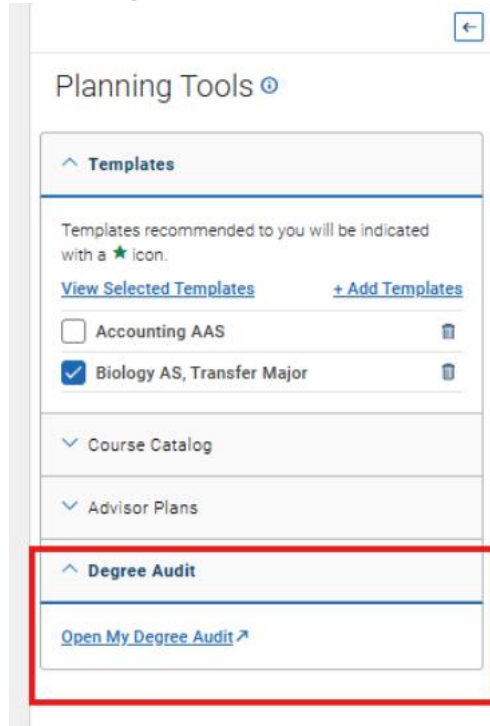 Planning Tools
Templates
Templates recommended to you will be indicated
with a ★ icon.
View Selected Templates + Add Templates
Accounting AAS
Biology AS, Transfer Major
Course Catalog
Advisor Plans
Degree Audit
Open My Degree Audit